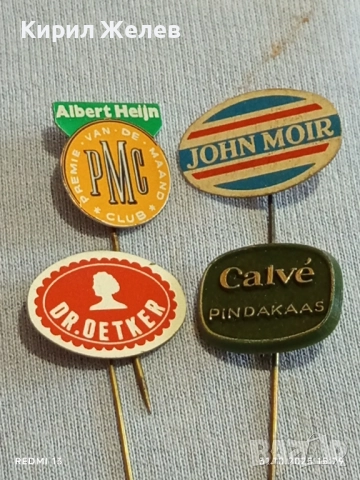 Кирил Желев
Albert Heijn
PREMIE · VAN · DE · MAAND
PMC
CLUB
JOHN MOIR
DR. OETKER
Calvé
PINDAKAAS
REDMI 13